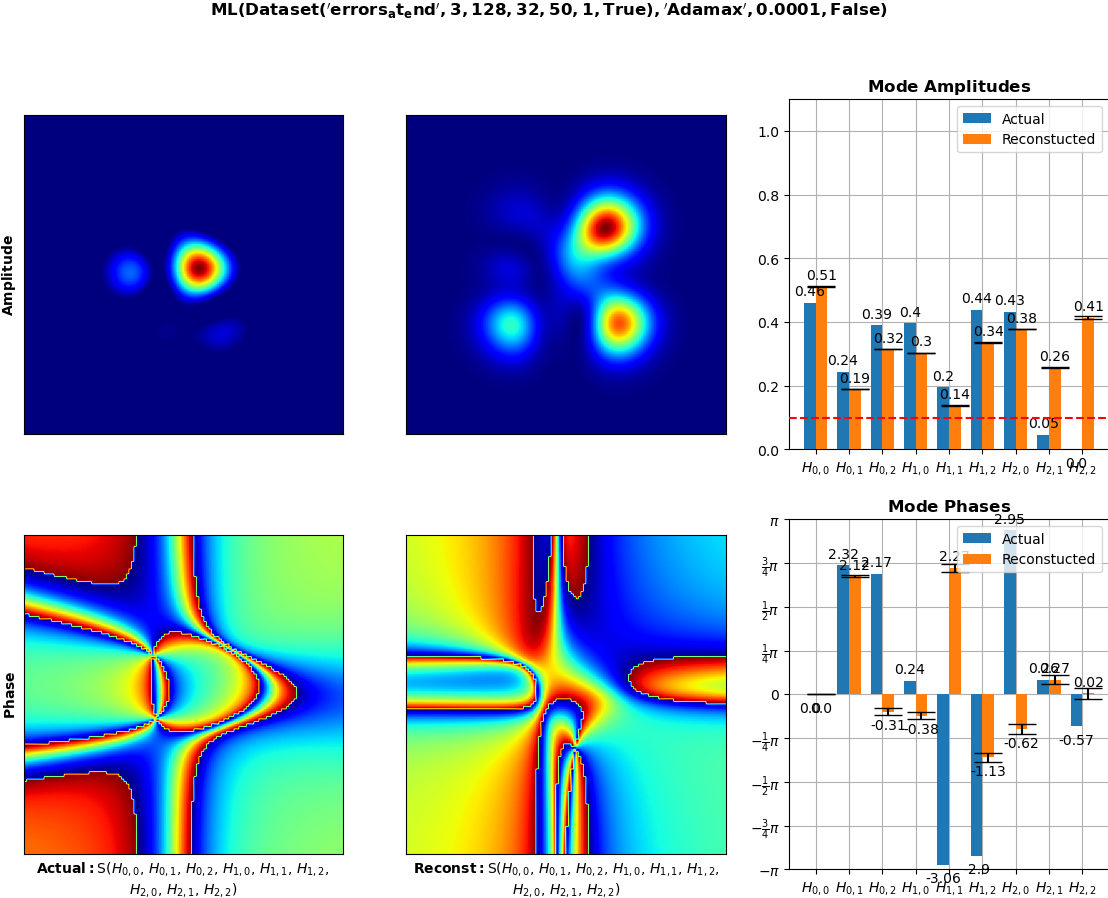 ML(Dataset('errors_at_end', 3, 128, 32, 50, 1, True), 'Adamax', 0.0001, False)
Amplitude
Mode Amplitudes
Actual
Reconstucted
1.0
0.8
0.6
0.4
0.2
0.0
0.46
0.51
0.24
0.19
0.39
0.32
0.4
0.3
0.2
0.14
0.44
0.34
0.43
0.38
0.05
0.26
0.0
0.41
H0,0 H0,1 H0,2 H1,0 H1,1 H1,2 H2,0 H2,1 H2,2
Phase
Mode Phases
Actual
Reconstucted
π
3/4π
1/2π
1/4π
0
−1/4π
−1/2π
−3/4π
−π
0.0
0.0
2.32
2.12
2.17
-0.31
0.24
-0.38
-3.06
-2.9
-1.13
2.95
-0.62
0.26
0.27
-0.57
0.02
H0,0 H0,1 H0,2 H1,0 H1,1 H1,2 H2,0 H2,1 H2,2
Actual: S(H0,0, H0,1, H0,2, H1,0, H1,1, H1,2,
H2,0, H2,1, H2,2)
Reconst: S(H0,0, H0,1, H0,2, H1,0, H1,1, H1,2,
H2,0, H2,1, H2,2)